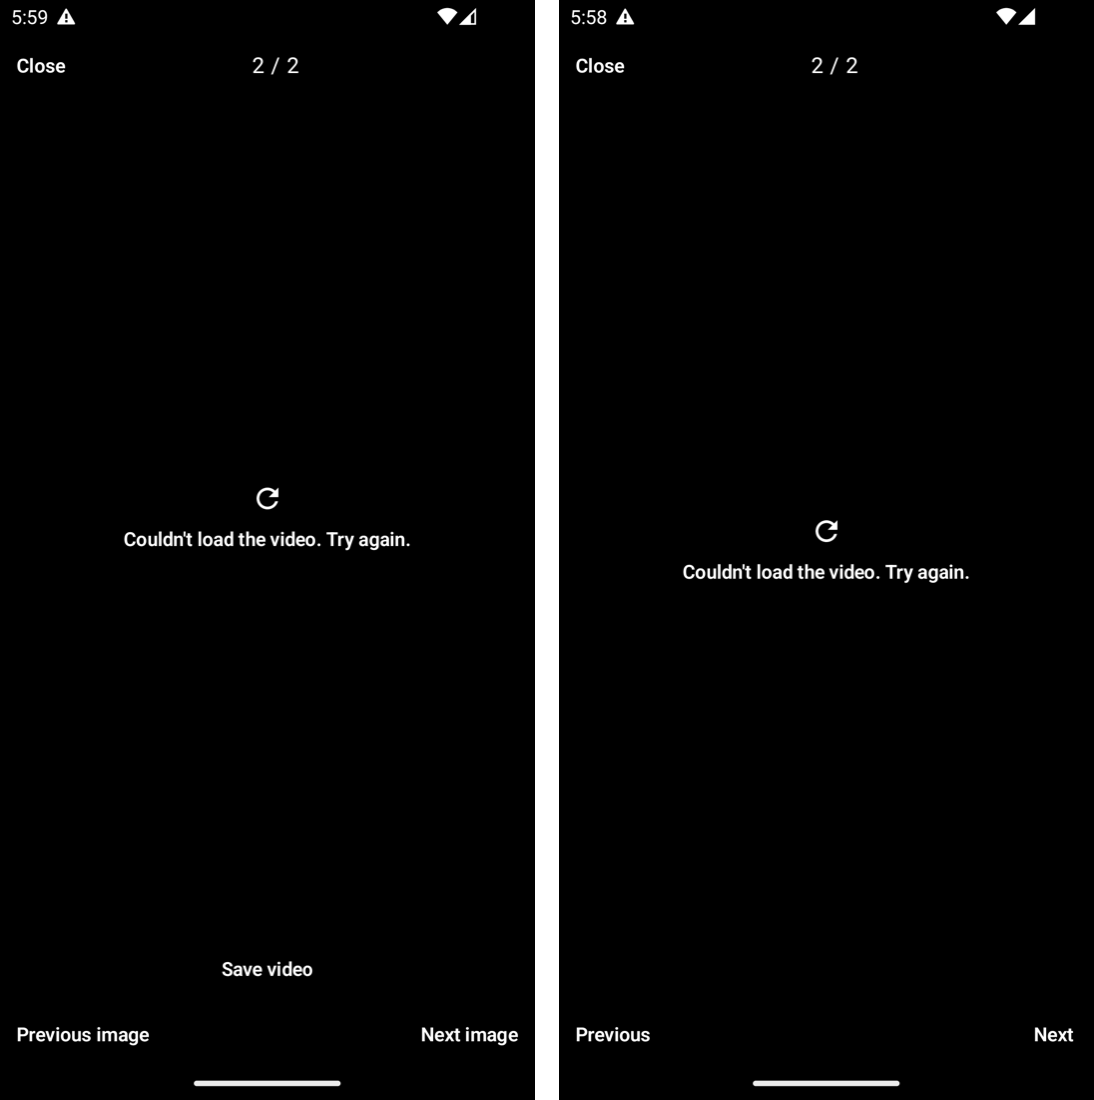 5:59
Close
2 / 2
Couldn't load the video. Try again.
Save video
Previous image
Next image
5:58
Close
2 / 2
Couldn't load the video. Try again.
Previous
Next